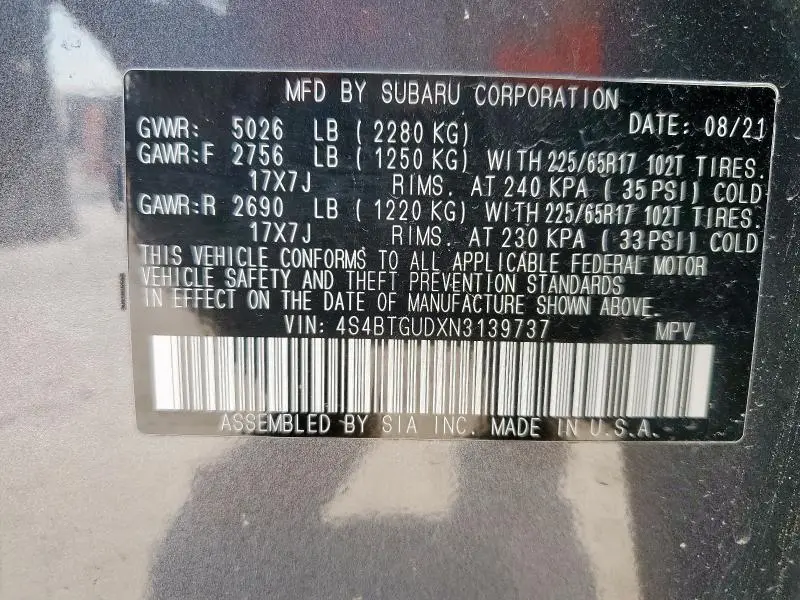 MFD BY SUBARU CORPORATION
GVWR: 5026 LB ( 2280 KG) DATE: 08/21
GAWR:F 2756 LB ( 1250 KG) WITH 225/65R17 102T TIRES.
17X7J RIMS. AT 240 KPA ( 35 PSI) COLD
GAWR:R 2690 LB ( 1220 KG) WITH 225/65R17 102T TIRES.
17X7J RIMS. AT 230 KPA ( 33 PSI) COLD
THIS VEHICLE CONFORMS TO ALL APPLICABLE FEDERAL MOTOR
VEHICLE SAFETY AND THEFT PREVENTION STANDARDS
IN EFFECT ON THE DATE OF MANUFACTURE SHOWN ABOVE.
VIN: 4S4BTGUDXN3139737 MPV
ASSEMBLED BY SIA INC. MADE IN U.S.A.